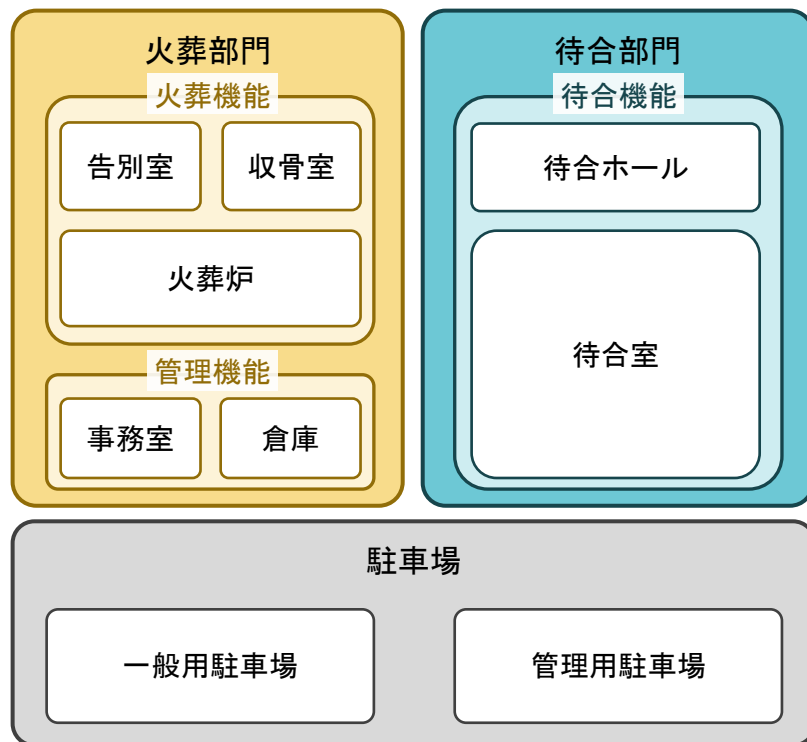 火葬部門
火葬機能
告別室
収骨室
火葬炉
管理機能
事務室
倉庫
待合部門
待合機能
待合ホール
待合室
駐車場
一般用駐車場
管理用駐車場